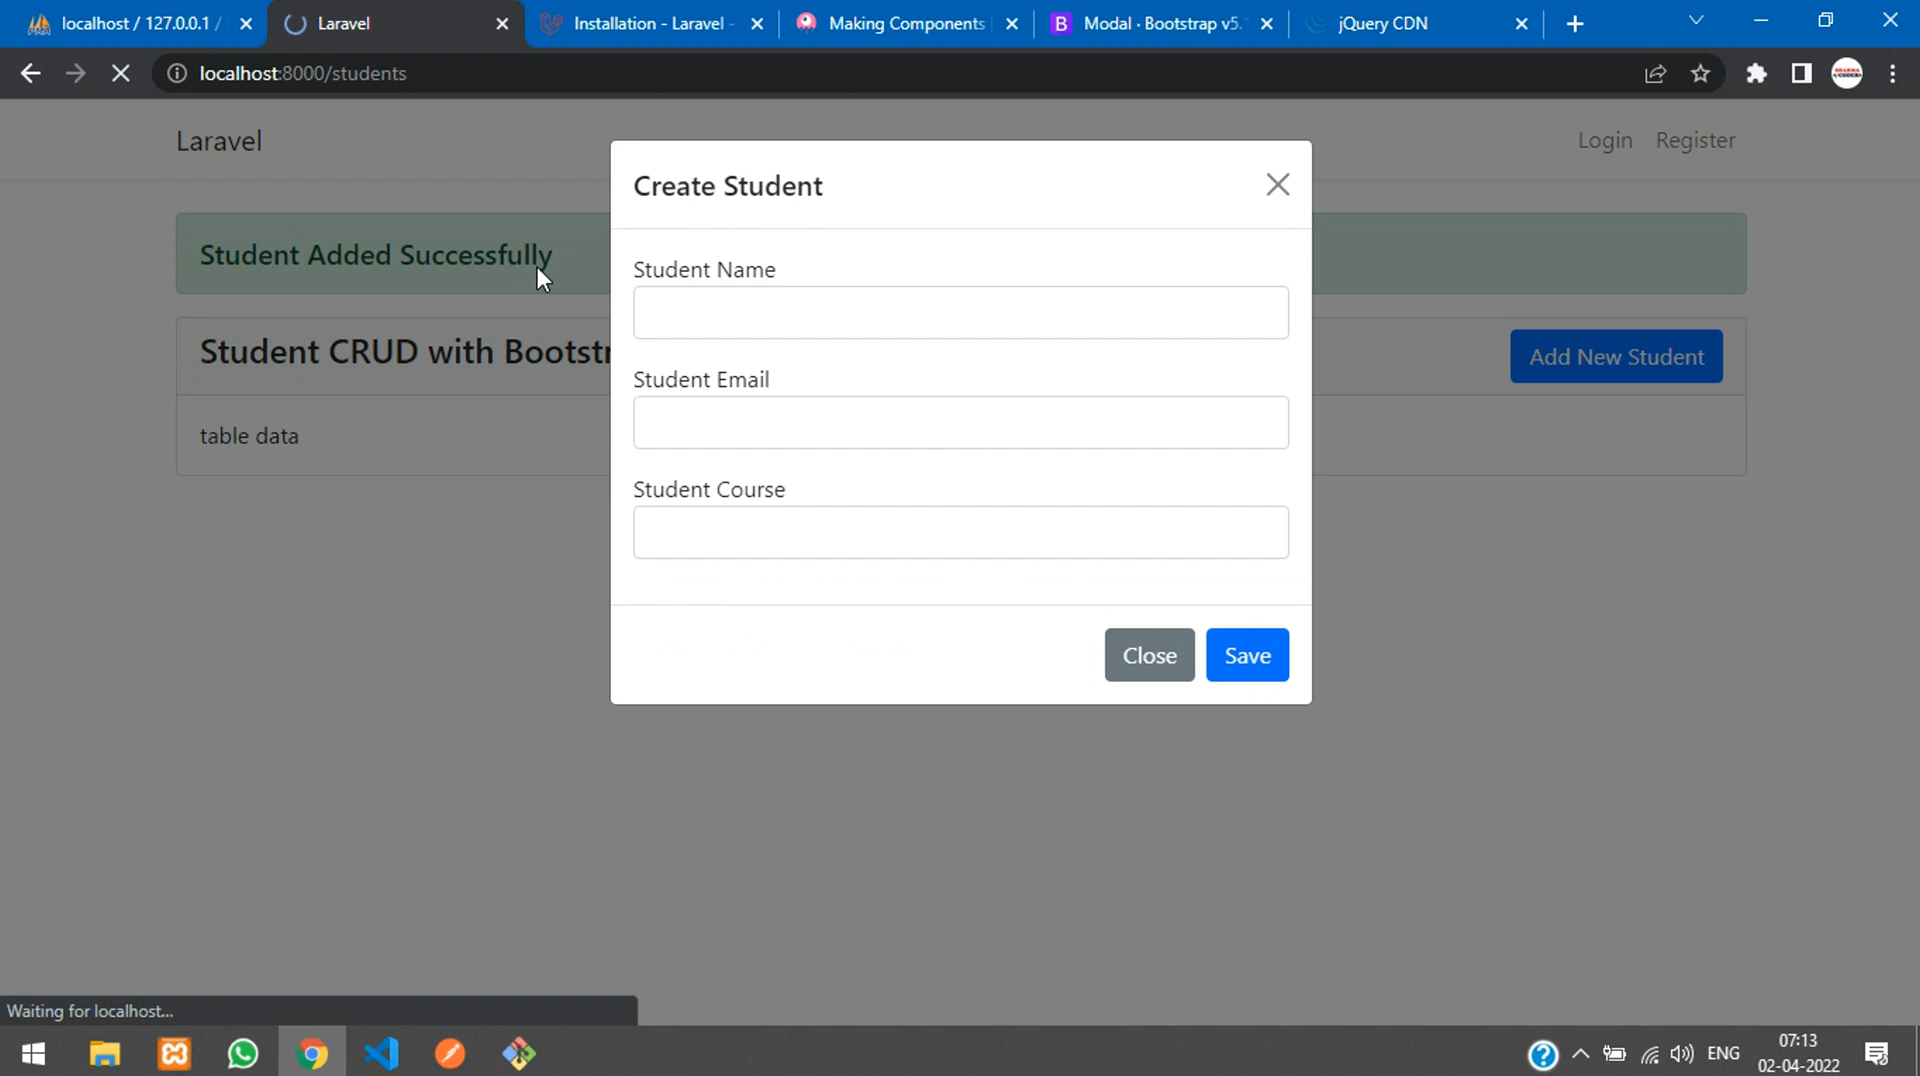 localhost / 127.0.0.1 /
Laravel
Installation - Laravel -
Making Components
B
Modal · Bootstrap v5.
jQuery CDN
localhost:8000/students
Laravel
Login
Register
Create Student
Student Added Successfully
Student Name
Student CRUD with Bootstr
Add New Student
Student Email
table data
Student Course
Close
Save
Waiting for localhost...
ENG
07:13
02-04-2022